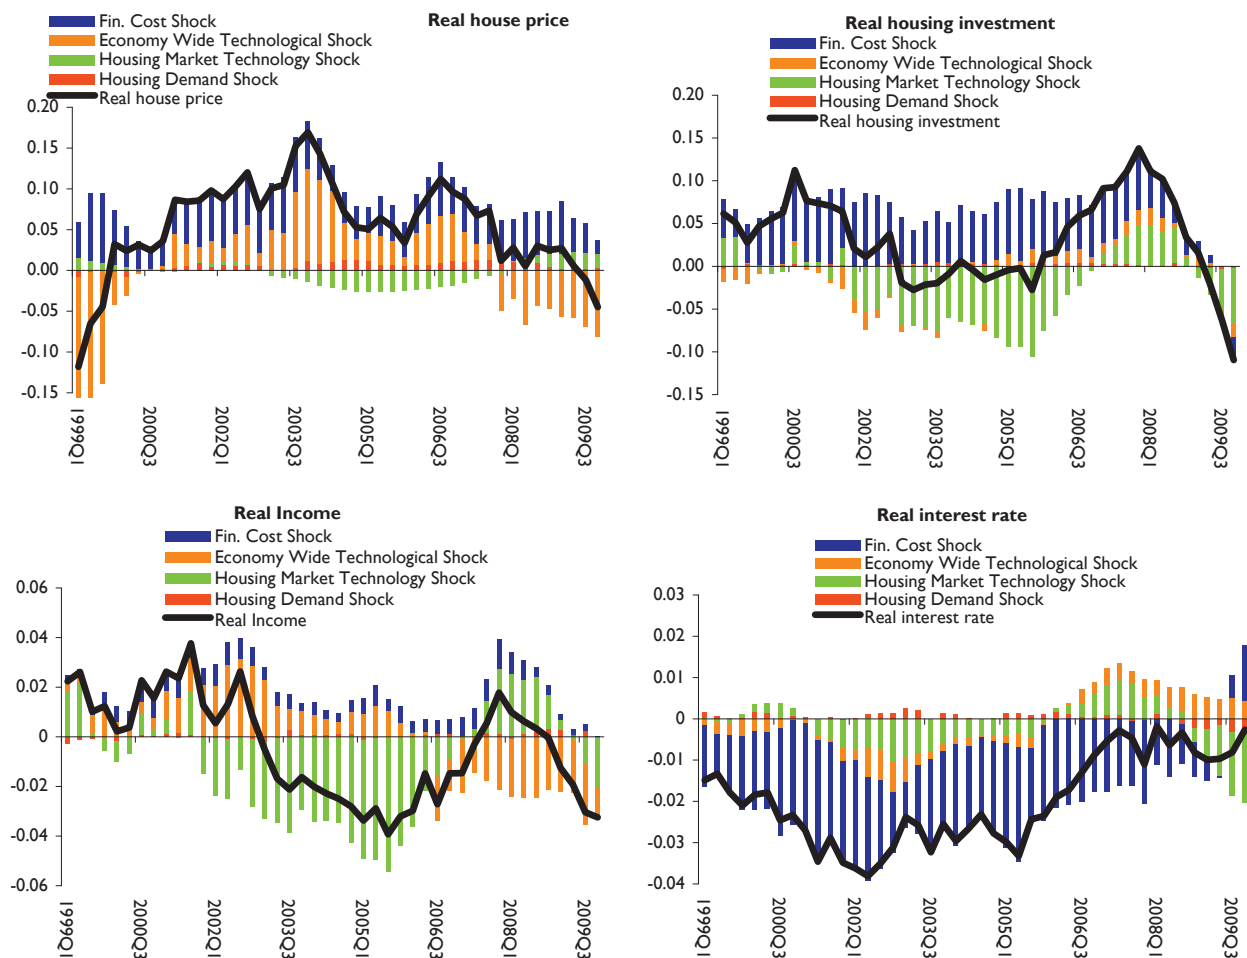 Real house price
Fin. Cost Shock
Economy Wide Technological Shock
Housing Market Technology Shock
Housing Demand Shock
Real house price
0.20
0.15
0.10
0.05
0.00
-0.05
-0.10
-0.15
1999Q1
2000Q3
2002Q1
2003Q3
2005Q1
2006Q3
2008Q1
2009Q3
Real housing investment
Fin. Cost Shock
Economy Wide Technological Shock
Housing Market Technology Shock
Housing Demand Shock
Real housing investment
0.20
0.15
0.10
0.05
0.00
-0.05
-0.10
-0.15
1999Q1
2000Q3
2002Q1
2003Q3
2005Q1
2006Q3
2008Q1
2009Q3
Real Income
Fin. Cost Shock
Economy Wide Technological Shock
Housing Market Technology Shock
Housing Demand Shock
Real Income
0.06
0.04
0.02
0
-0.02
-0.04
-0.06
1999Q1
2000Q3
2002Q1
2003Q3
2005Q1
2006Q3
2008Q1
2009Q3
Real interest rate
Fin. Cost Shock
Economy Wide Technological Shock
Housing Market Technology Shock
Housing Demand Shock
Real interest rate
0.03
0.02
0.01
0
-0.01
-0.02
-0.03
-0.04
1999Q1
2000Q3
2002Q1
2003Q3
2005Q1
2006Q3
2008Q1
2009Q3